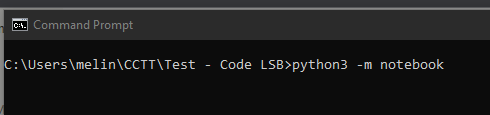 Command Prompt
C:\Users\melin\CCTT\Test - Code LSB>python3 -m notebook